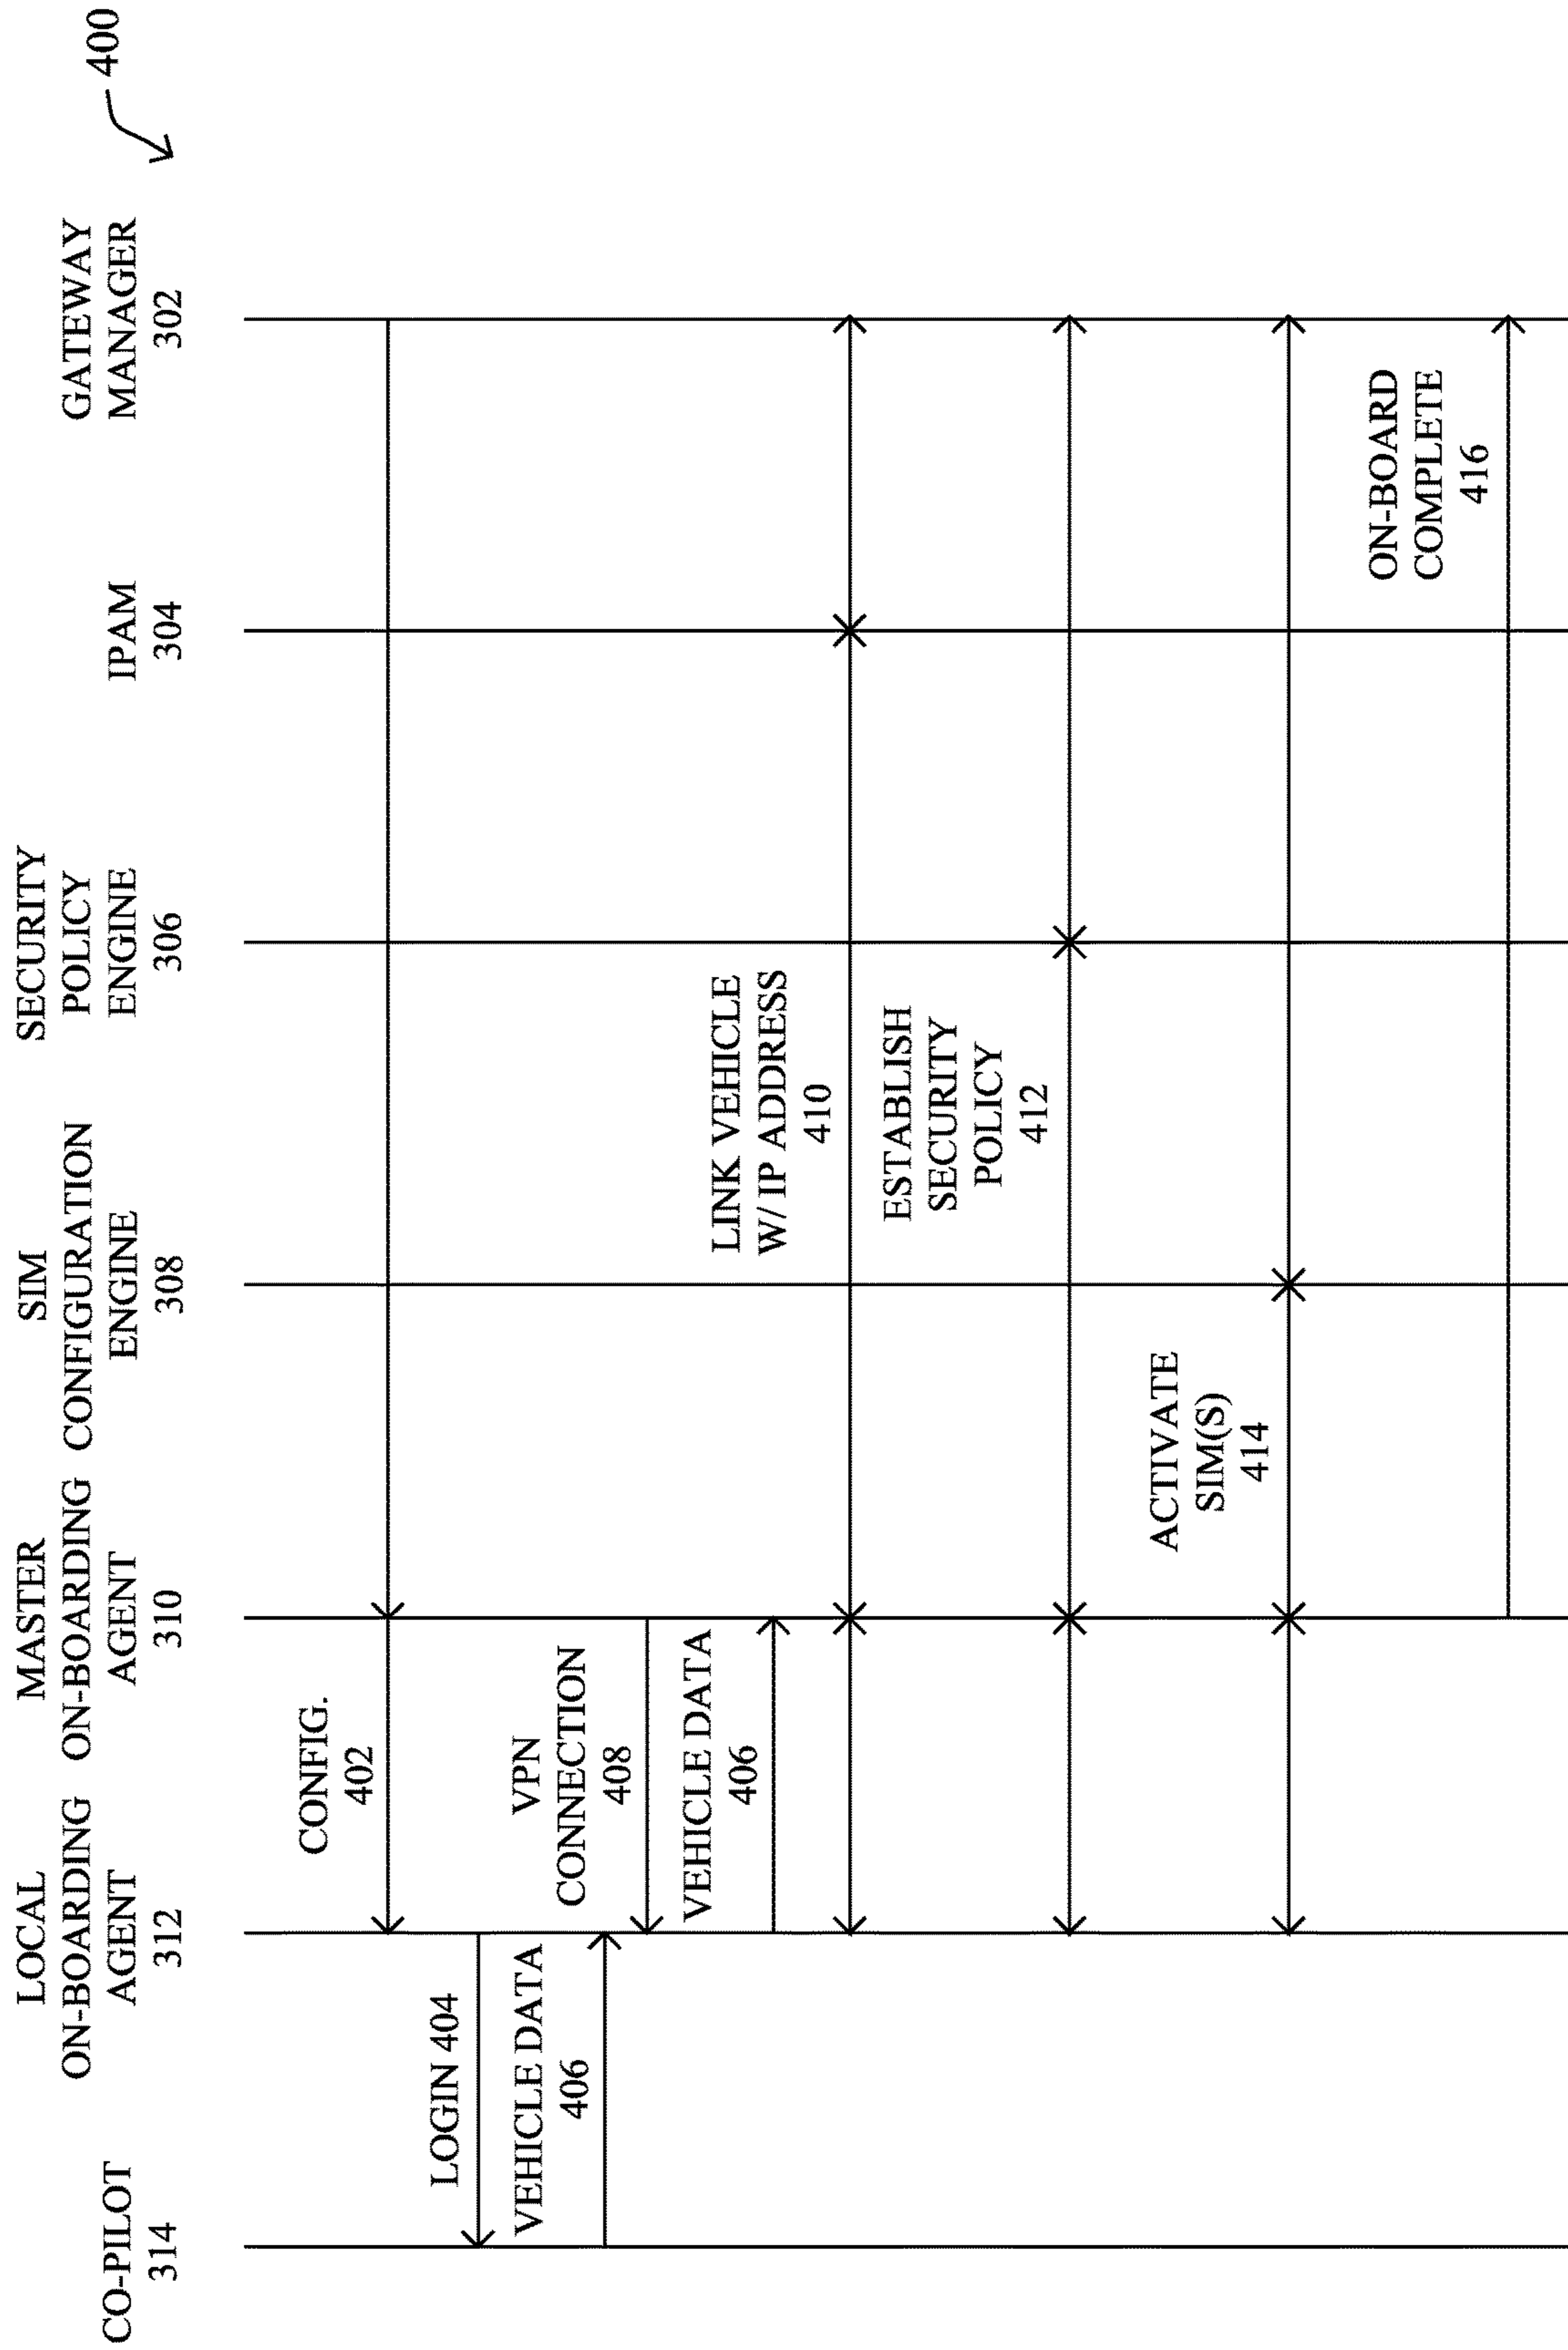 400
CO-PILOT
314
LOCAL
ON-BOARDING
AGENT
312
MASTER
ON-BOARDING
AGENT
310
SIM
CONFIGURATION
ENGINE
308
SECURITY
POLICY
ENGINE
306
IPAM
304
GATEWAY
MANAGER
302
CONFIG.
402
LOGIN 404
VEHICLE DATA
406
VPN
CONNECTION
408
VEHICLE DATA
406
LINK VEHICLE
W/ IP ADDRESS
410
ESTABLISH
SECURITY
POLICY
412
ACTIVATE
SIM(S)
414
ON-BOARD
COMPLETE
416